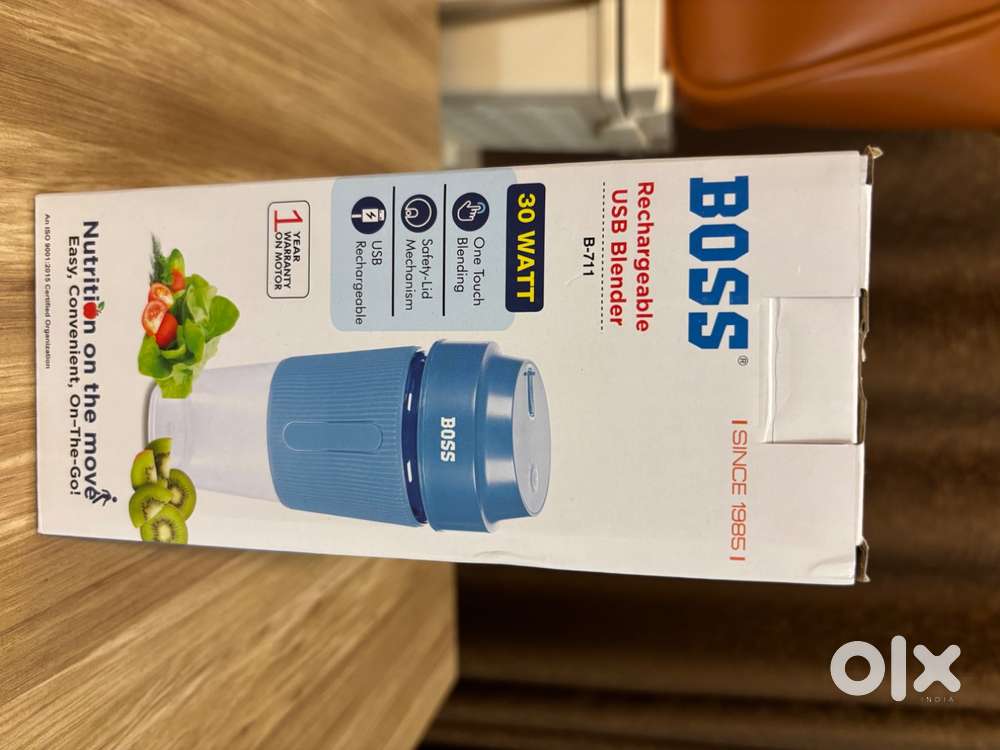 BOSS®
SINCE 1985
Rechargeable
USB Blender
B-711
30 WATT
One Touch
Blending
Safety-Lid
Mechanism
USB
Rechargeable
1 YEAR
WARRANTY
ON MOTOR
BOSS
Nutrition on the move
Easy, Convenient, On-The-Go!
An ISO 9001:2015 Certified Organization
olx
INDIA